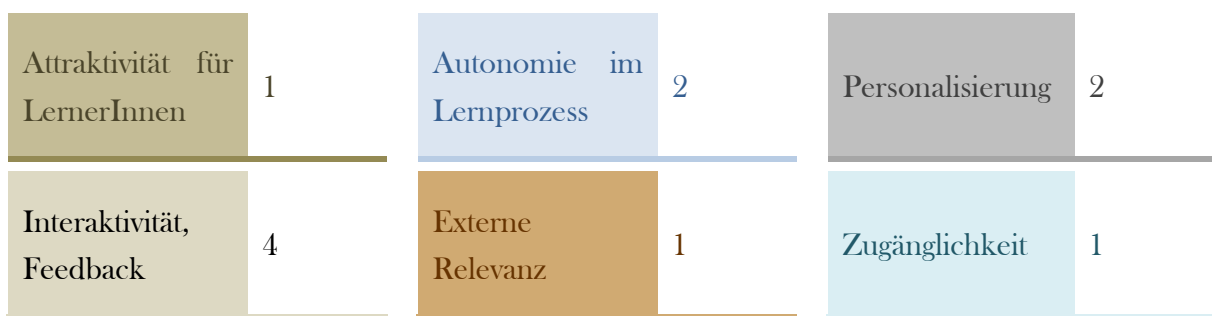 Attraktivität für
LernerInnen
1
Autonomie im
Lernprozess
2
Personalisierung
2
Interaktivität,
Feedback
4
Externe
Relevanz
1
Zugänglichkeit
1